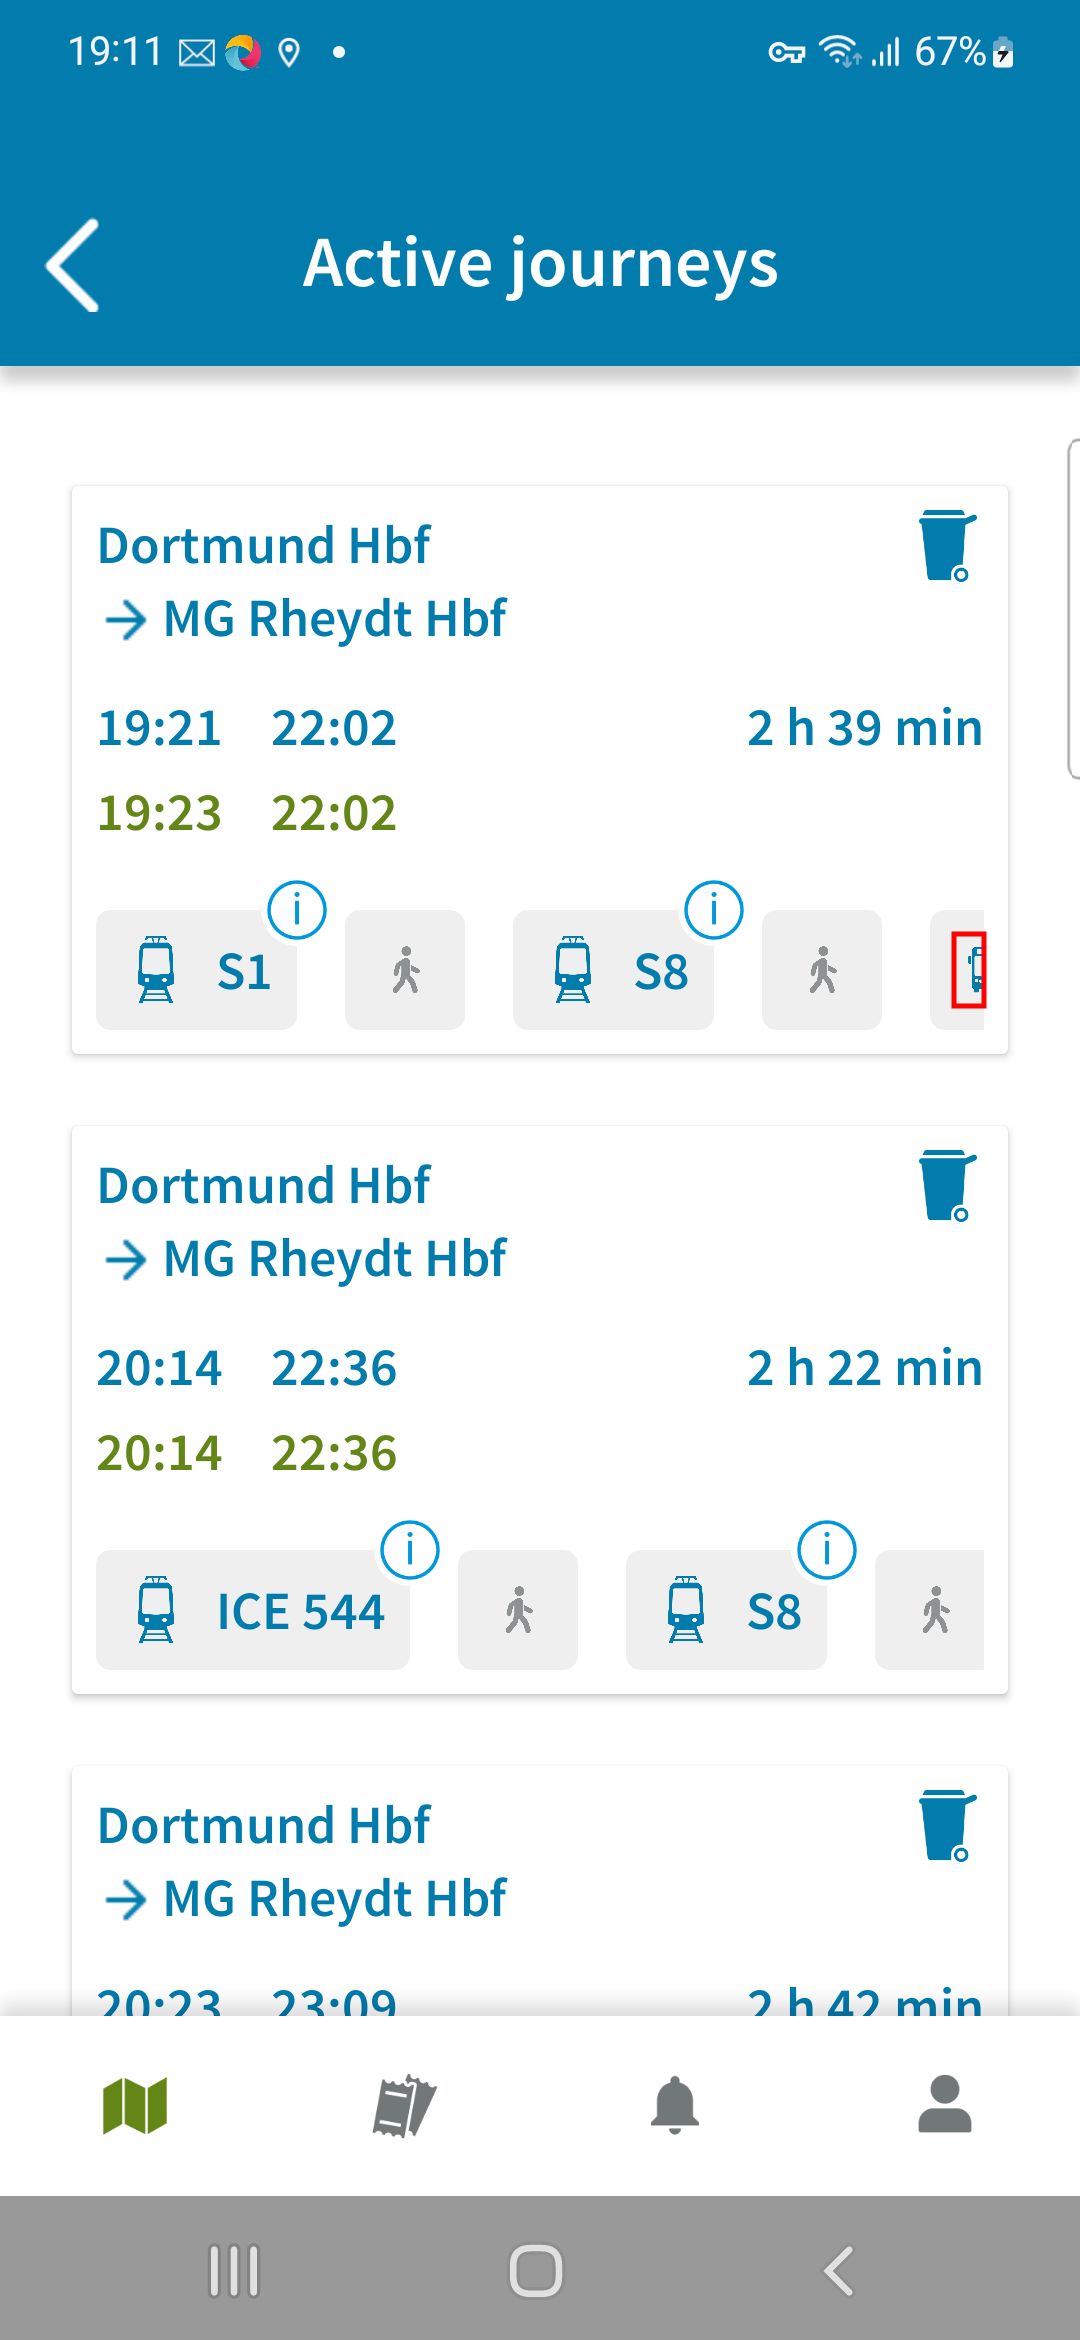 19:11
67%
Active journeys
Dortmund Hbf
→ MG Rheydt Hbf
19:21 22:02 2 h 39 min
19:23 22:02
S1 S8
Dortmund Hbf
→ MG Rheydt Hbf
20:14 22:36 2 h 22 min
20:14 22:36
ICE 544 S8
Dortmund Hbf
→ MG Rheydt Hbf
20:23 23:09 2 h 42 min